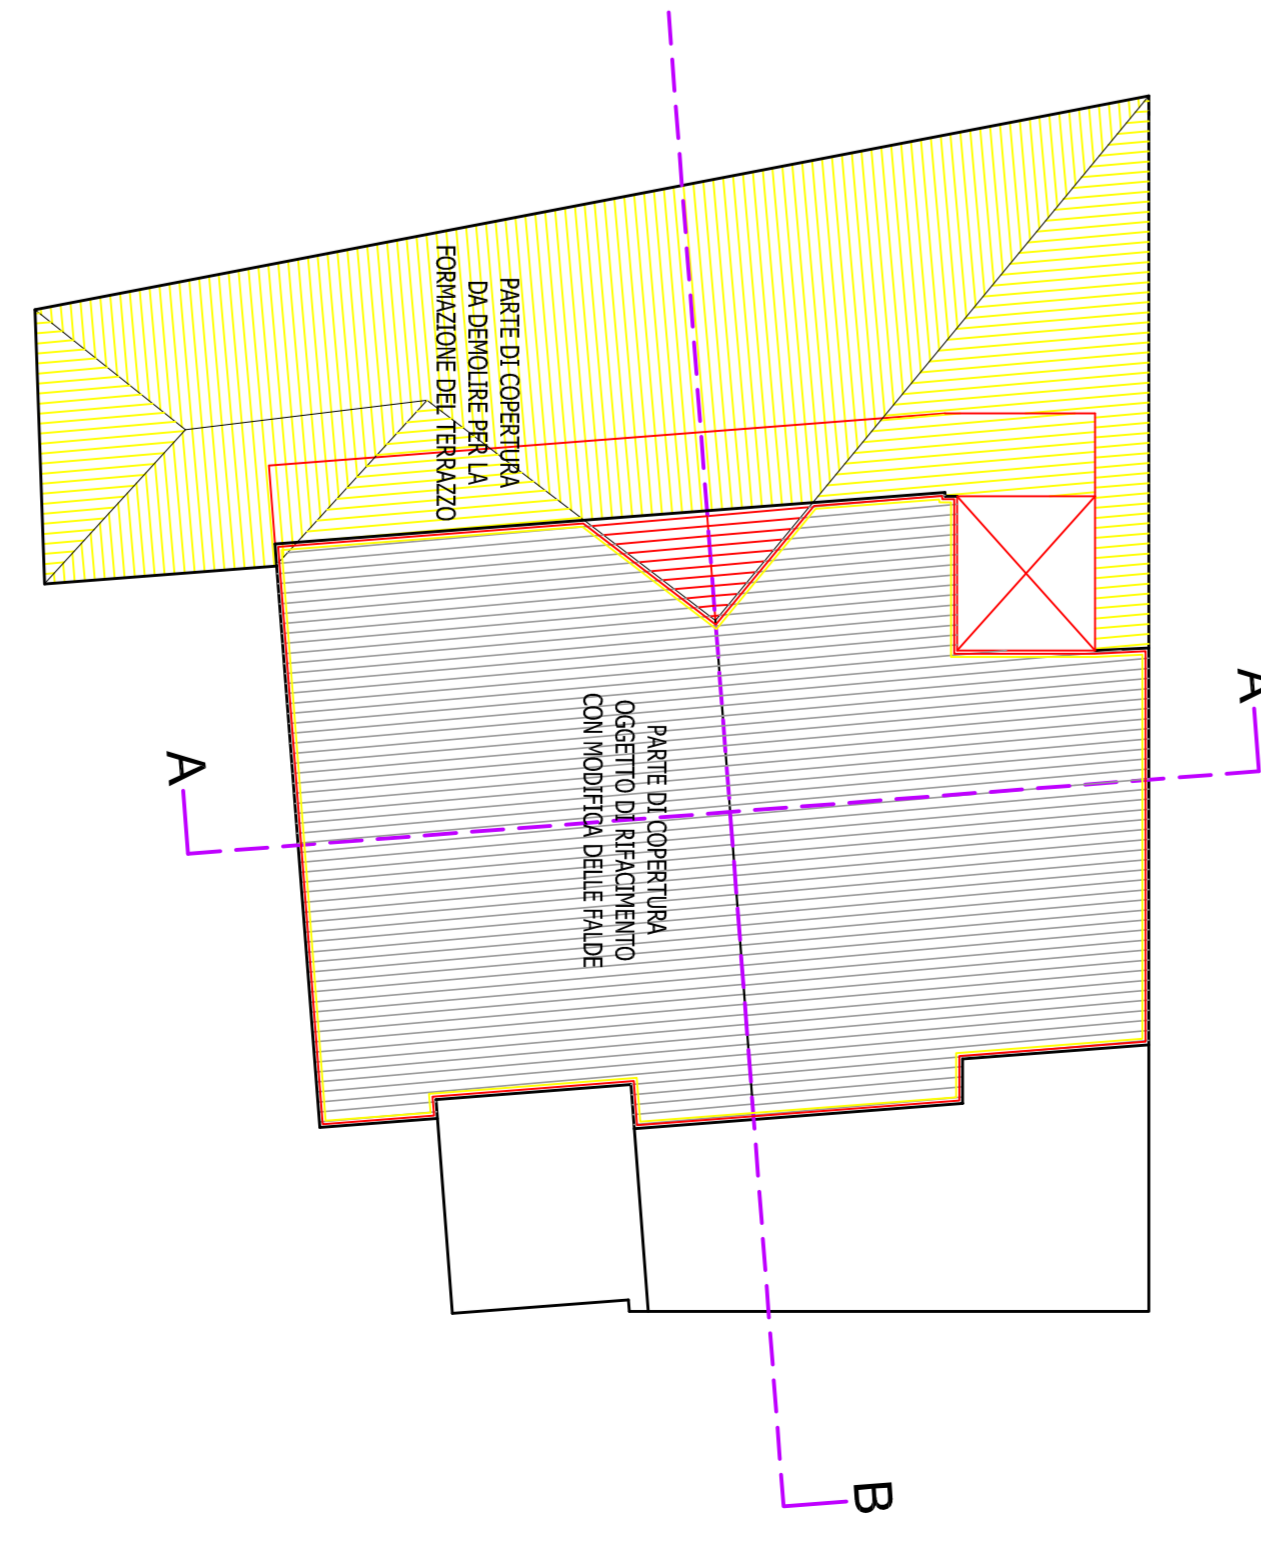 PARTE DI COPERTURA
DA DEMOLIRE PER LA
FORMAZIONE DEL TERRAZZO
PARTE DI COPERTURA
OGGETTO DI RIFACIMENTO
CON MODIFICA DELLE FALDE
A
A
B